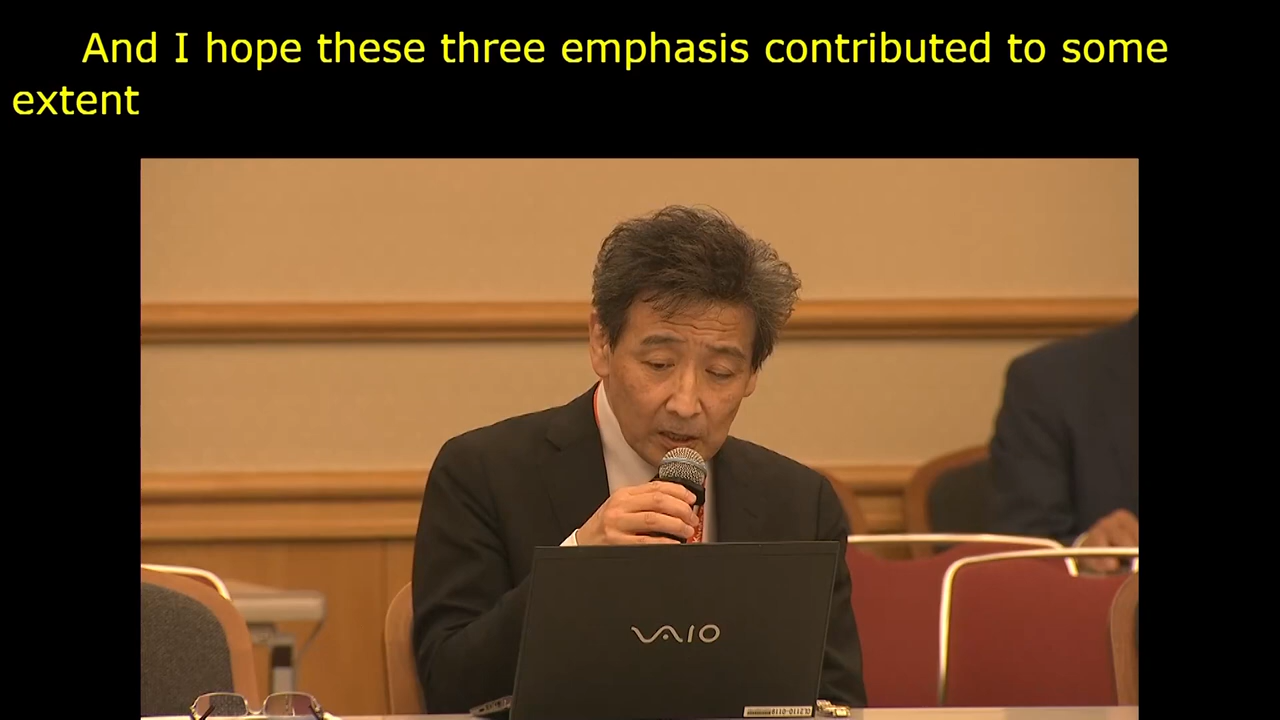 And I hope these three emphasis contributed to some
extent
VAIO